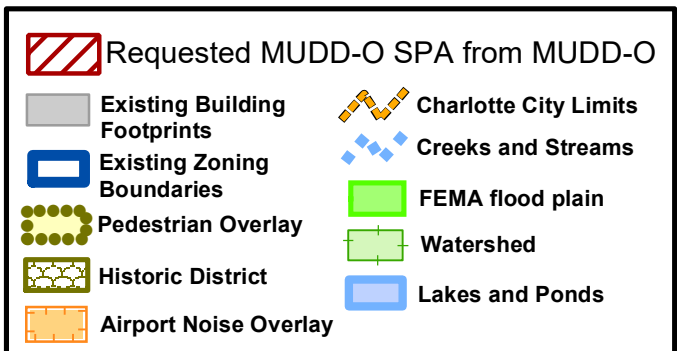 Requested MUDD-O SPA from MUDD-O
Existing Building
Footprints
Existing Zoning
Boundaries
Pedestrian Overlay
Historic District
Airport Noise Overlay
Charlotte City Limits
Creeks and Streams
FEMA flood plain
Watershed
Lakes and Ponds